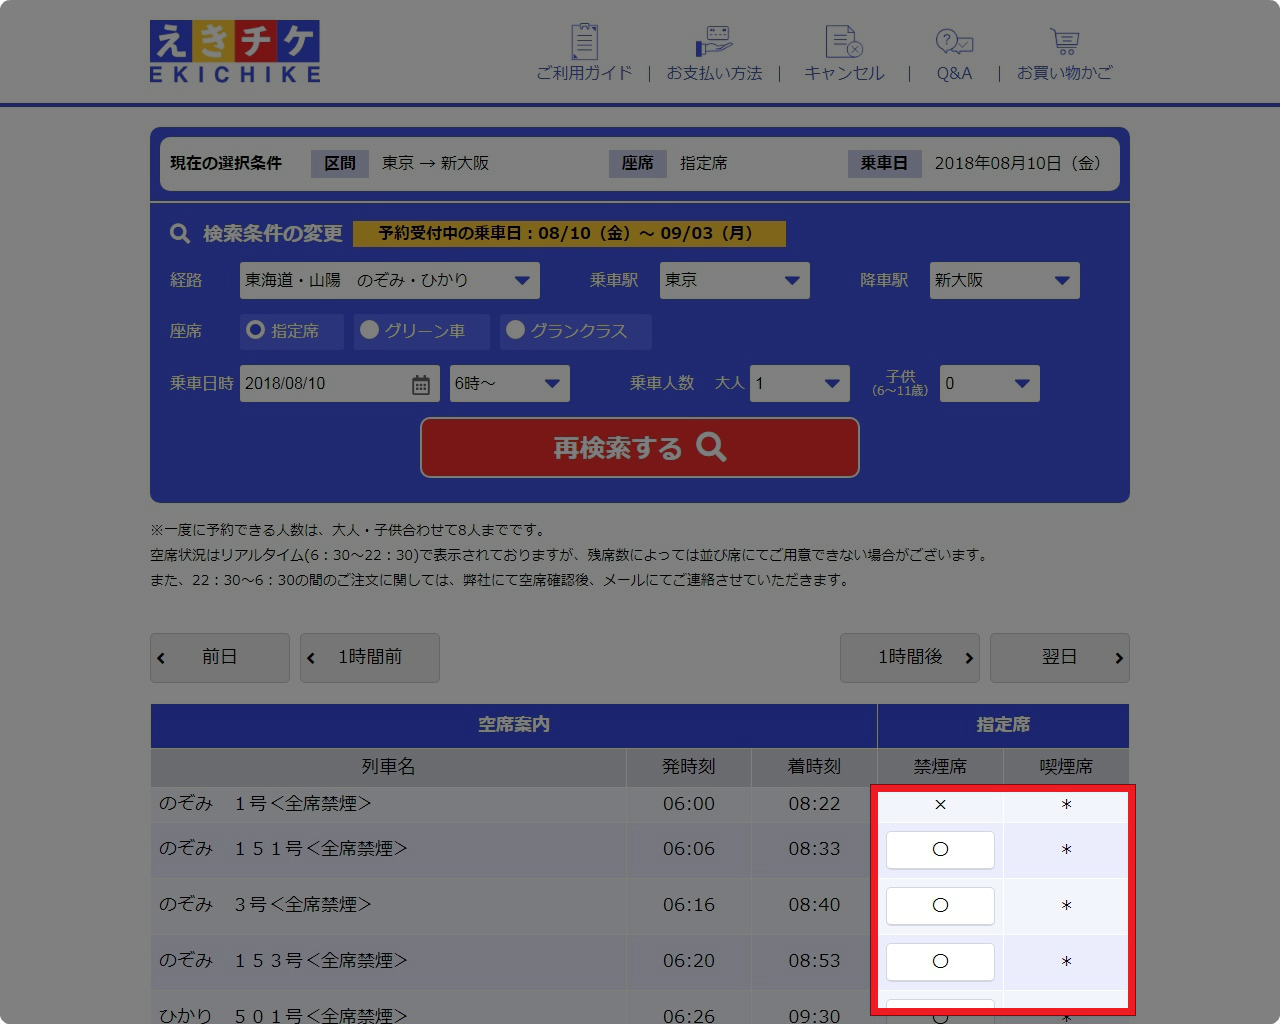 えきチケ
EKICHIKE
ご利用ガイド | お支払い方法 | キャンセル | Q&A | お買い物かご
現在の選択条件 区間 東京 → 新大阪 座席 指定席 乗車日 2018年08月10日（金）
検索条件の変更 予約受付中の乗車日：08/10（金）～ 09/03（月）
経路 東海道・山陽　のぞみ・ひかり 乗車駅 東京 降車駅 新大阪
座席 指定席 グリーン車 グランクラス
乗車日時 2018/08/10 6時～ 乗車人数 大人 1 子供 0
(6～11歳)
再検索する
※一度に予約できる人数は、大人・子供合わせて8人までです。
空席状況はリアルタイム(6：30～22：30)で表示されておりますが、残席数によっては並び席にてご用意できない場合がございます。
また、22：30～6：30の間のご注文に関しては、弊社にて空席確認後、メールにてご連絡させていただきます。
前日 1時間前 1時間後 翌日
空席案内 指定席
列車名 発時刻 着時刻 禁煙席 喫煙席
のぞみ　１号＜全席禁煙＞ 06:00 08:22 × ＊
のぞみ　１５１号＜全席禁煙＞ 06:06 08:33 ○ ＊
のぞみ　３号＜全席禁煙＞ 06:16 08:40 ○ ＊
のぞみ　１５３号＜全席禁煙＞ 06:20 08:53 ○ ＊
ひかり　５０１号＜全席禁煙＞ 06:26 09:30 ○ ＊